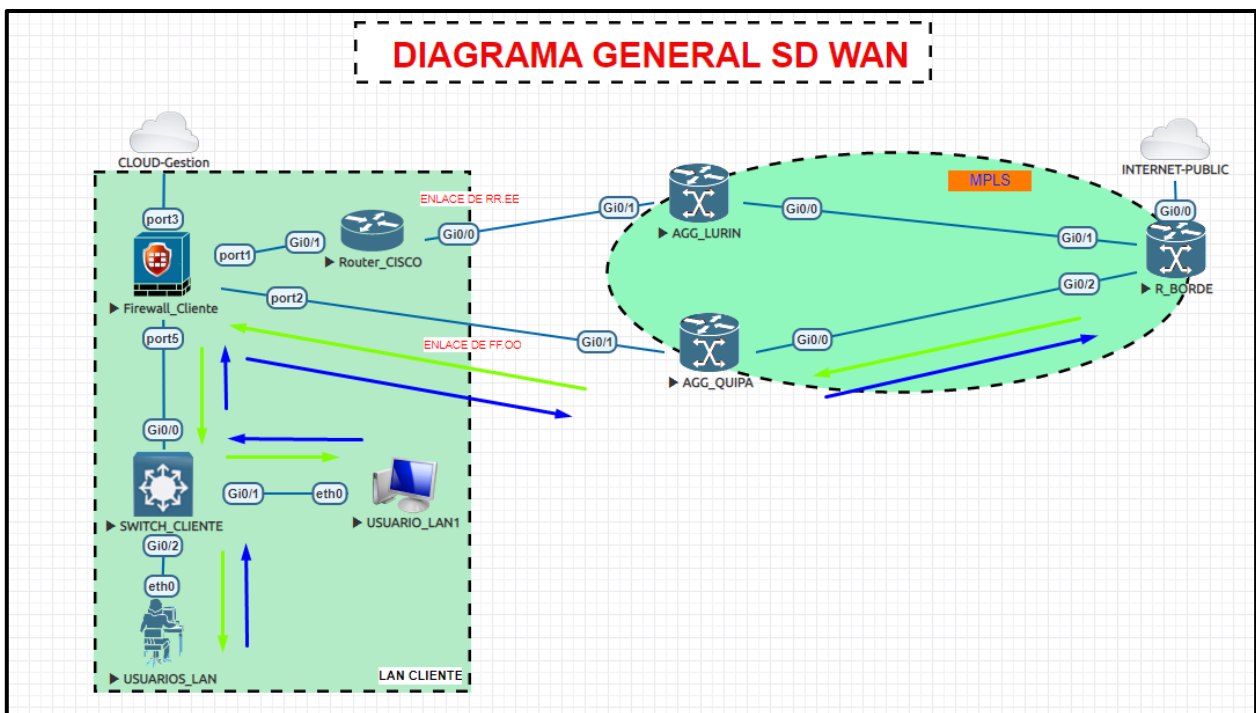 DIAGRAMA GENERAL SD WAN
CLOUD-Gestion
port3
Firewall_Cliente
port1
Gi0/1
Router_CISCO
Gi0/0
ENLACE DE RR.EE
Gi0/1
AGG_LURIN
Gi0/0
MPLS
INTERNET-PUBLIC
Gi0/0
Gi0/1
R_BORDE
Gi0/2
port2
ENLACE DE FF.OO
Gi0/1
AGG_QUIPA
Gi0/0
port5
Gi0/0
SWITCH_CLIENTE
Gi0/1
eth0
USUARIO_LAN1
Gi0/2
eth0
USUARIOS_LAN
LAN CLIENTE